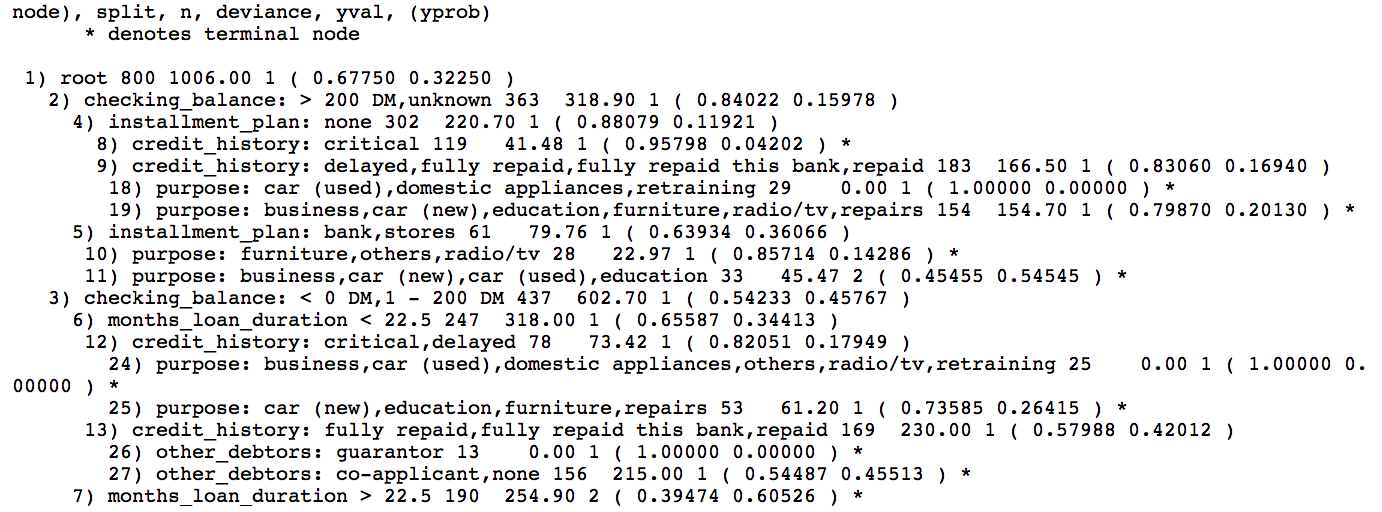 node), split, n, deviance, yval, (yprob)
      * denotes terminal node

 1) root 800 1006.00 1 ( 0.67750 0.32250 )
   2) checking_balance: > 200 DM,unknown 363  318.90 1 ( 0.84022 0.15978 )
     4) installment_plan: none 302  220.70 1 ( 0.88079 0.11921 )
       8) credit_history: critical 119   41.48 1 ( 0.95798 0.04202 ) *
       9) credit_history: delayed,fully repaid,fully repaid this bank,repaid 183  166.50 1 ( 0.83060 0.16940 )
        18) purpose: car (used),domestic appliances,retraining 29    0.00 1 ( 1.00000 0.00000 ) *
        19) purpose: business,car (new),education,furniture,radio/tv,repairs 154  154.70 1 ( 0.79870 0.20130 ) *
     5) installment_plan: bank,stores 61   79.76 1 ( 0.63934 0.36066 )
      10) purpose: furniture,others,radio/tv 28   22.97 1 ( 0.85714 0.14286 ) *
      11) purpose: business,car (new),car (used),education 33   45.47 2 ( 0.45455 0.54545 ) *
   3) checking_balance: < 0 DM,1 - 200 DM 437  602.70 1 ( 0.54233 0.45767 )
     6) months_loan_duration < 22.5 247  318.00 1 ( 0.65587 0.34413 )
      12) credit_history: critical,delayed 78   73.42 1 ( 0.82051 0.17949 )
        24) purpose: business,car (used),domestic appliances,others,radio/tv,retraining 25    0.00 1 ( 1.00000 0.
00000 ) *
        25) purpose: car (new),education,furniture,repairs 53   61.20 1 ( 0.73585 0.26415 ) *
      13) credit_history: fully repaid,fully repaid this bank,repaid 169  230.00 1 ( 0.57988 0.42012 )
        26) other_debtors: guarantor 13    0.00 1 ( 1.00000 0.00000 ) *
        27) other_debtors: co-applicant,none 156  215.00 1 ( 0.54487 0.45513 ) *
     7) months_loan_duration > 22.5 190  254.90 2 ( 0.39474 0.60526 ) *